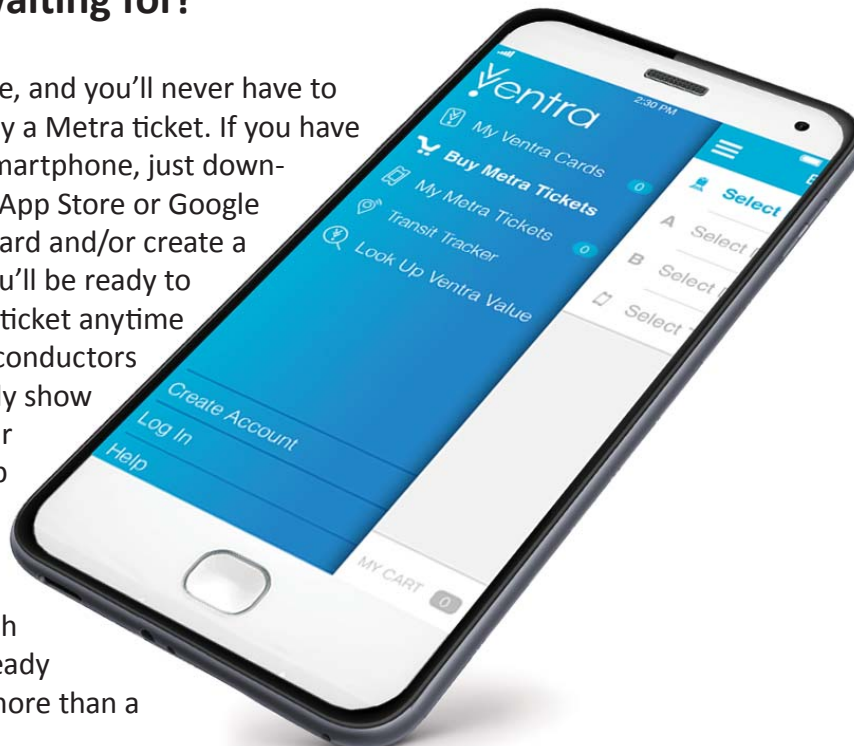 waiting for?
e, and you'll never have to
y a Metra ticket. If you have
martphone, just down-
App Store or Google
ard and/or create a
u'll be ready to
ticket anytime
conductors
ly show
r
h
eady
more than a
Ventra
2:30 PM
My Ventra Cards
0
Buy Metra Tickets
My Metra Tickets
0
Transit Tracker
Look Up Ventra Value
Create Account
Log In
Help
Select
A Select
B Select
Select
MY CART 0